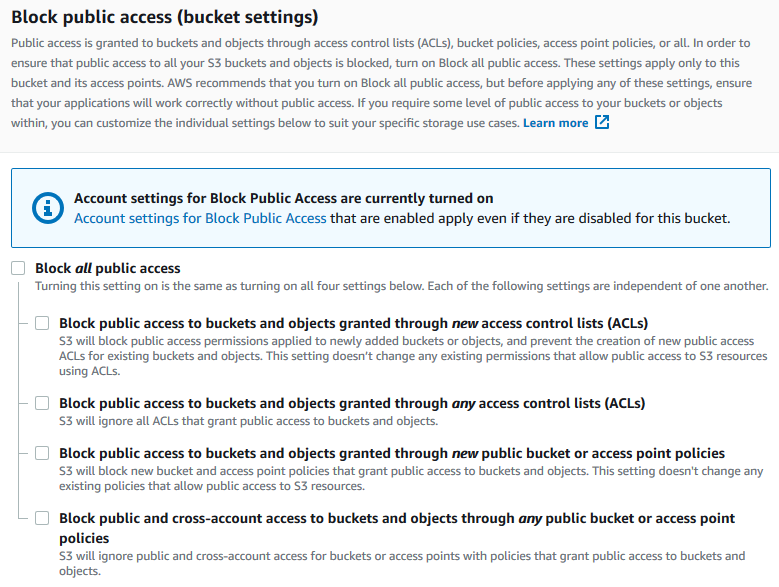 Block public access (bucket settings)
Public access is granted to buckets and objects through access control lists (ACLs), bucket policies, access point policies, or all. In order to
ensure that public access to all your S3 buckets and objects is blocked, turn on Block all public access. These settings apply only to this
bucket and its access points. AWS recommends that you turn on Block all public access, but before applying any of these settings, ensure
that your applications will work correctly without public access. If you require some level of public access to your buckets or objects
within, you can customize the individual settings below to suit your specific storage use cases. Learn more
Account settings for Block Public Access are currently turned on
Account settings for Block Public Access that are enabled apply even if they are disabled for this bucket.
Block all public access
Turning this setting on is the same as turning on all four settings below. Each of the following settings are independent of one another.
Block public access to buckets and objects granted through new access control lists (ACLs)
S3 will block public access permissions applied to newly added buckets or objects, and prevent the creation of new public access
ACLs for existing buckets and objects. This setting doesn't change any existing permissions that allow public access to S3 resources
using ACLs.
Block public access to buckets and objects granted through any access control lists (ACLs)
S3 will ignore all ACLs that grant public access to buckets and objects.
Block public access to buckets and objects granted through new public bucket or access point policies
S3 will block new bucket and access point policies that grant public access to buckets and objects. This setting doesn't change any
existing policies that allow public access to S3 resources.
Block public and cross-account access to buckets and objects through any public bucket or access point
policies
S3 will ignore public and cross-account access for buckets or access points with policies that grant public access to buckets and
objects.